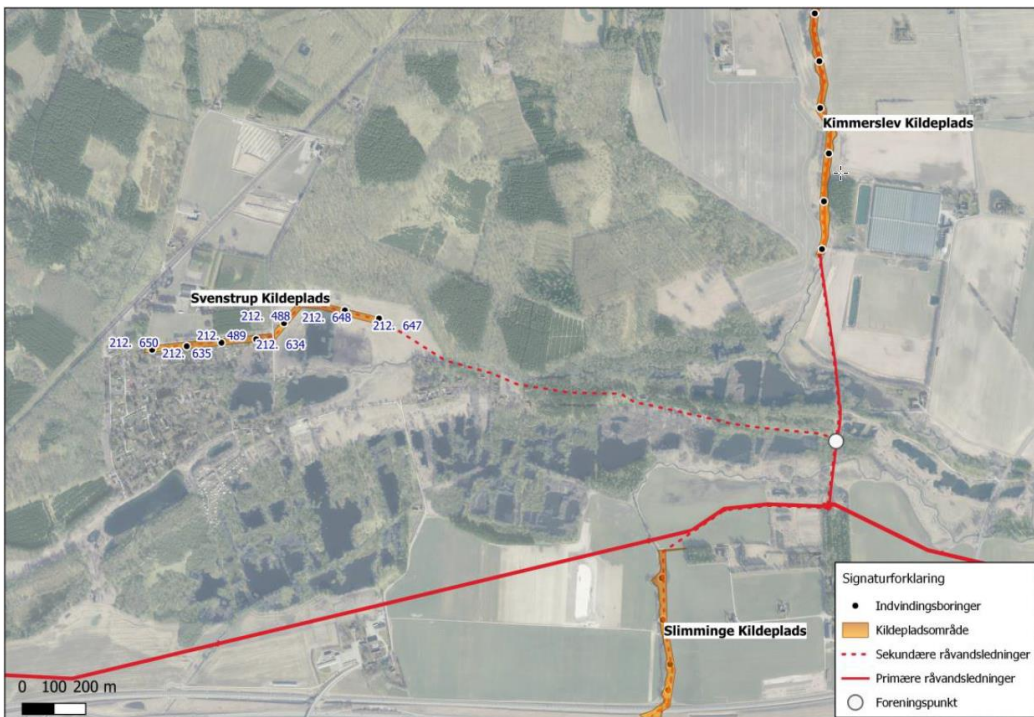 Kimmerslev Kildeplads
Svenstrup Kildeplads
212. 488
212. 648
212. 647
212. 489
212. 650
212. 635
212. 634
Slimminge Kildeplads
0 100 200 m
Signaturforklaring
Indvindingsboringer
Kildepladsområde
Sekundære råvandsledninger
Primære råvandsledninger
Foreningspunkt